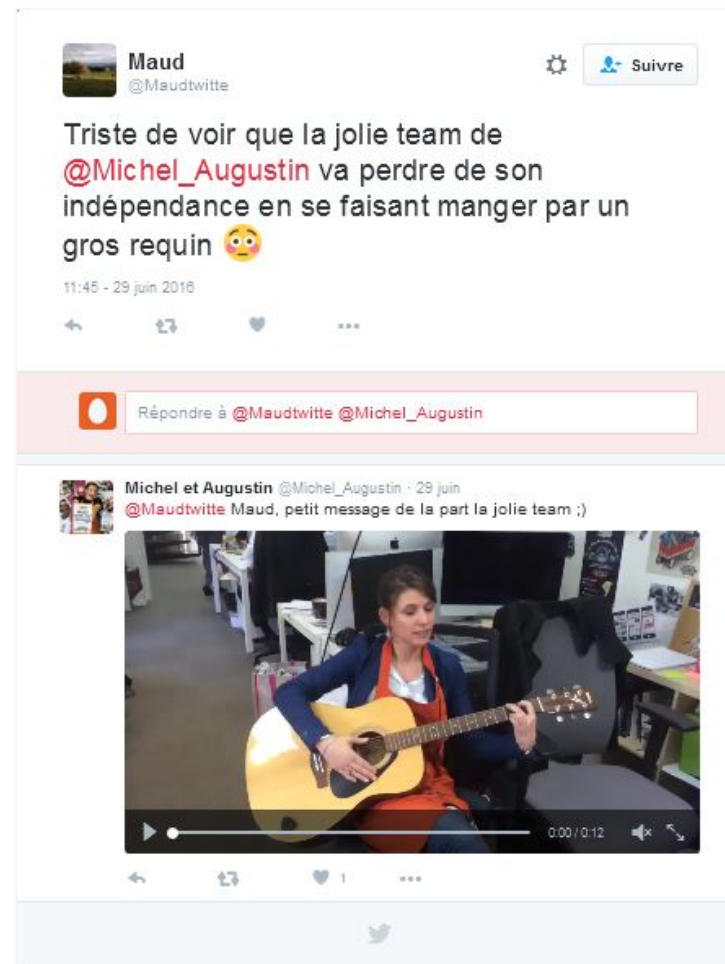 Maud
@Maudtwitte
Suivre
Triste de voir que la jolie team de
@Michel_Augustin va perdre de son
indépendance en se faisant manger par un
gros requin
11:45 - 29 juin 2016
Répondre à @Maudtwitte @Michel_Augustin
Michel et Augustin @Michel_Augustin · 29 juin
@Maudtwitte Maud, petit message de la part la jolie team ;)
0:00 / 0:12
1